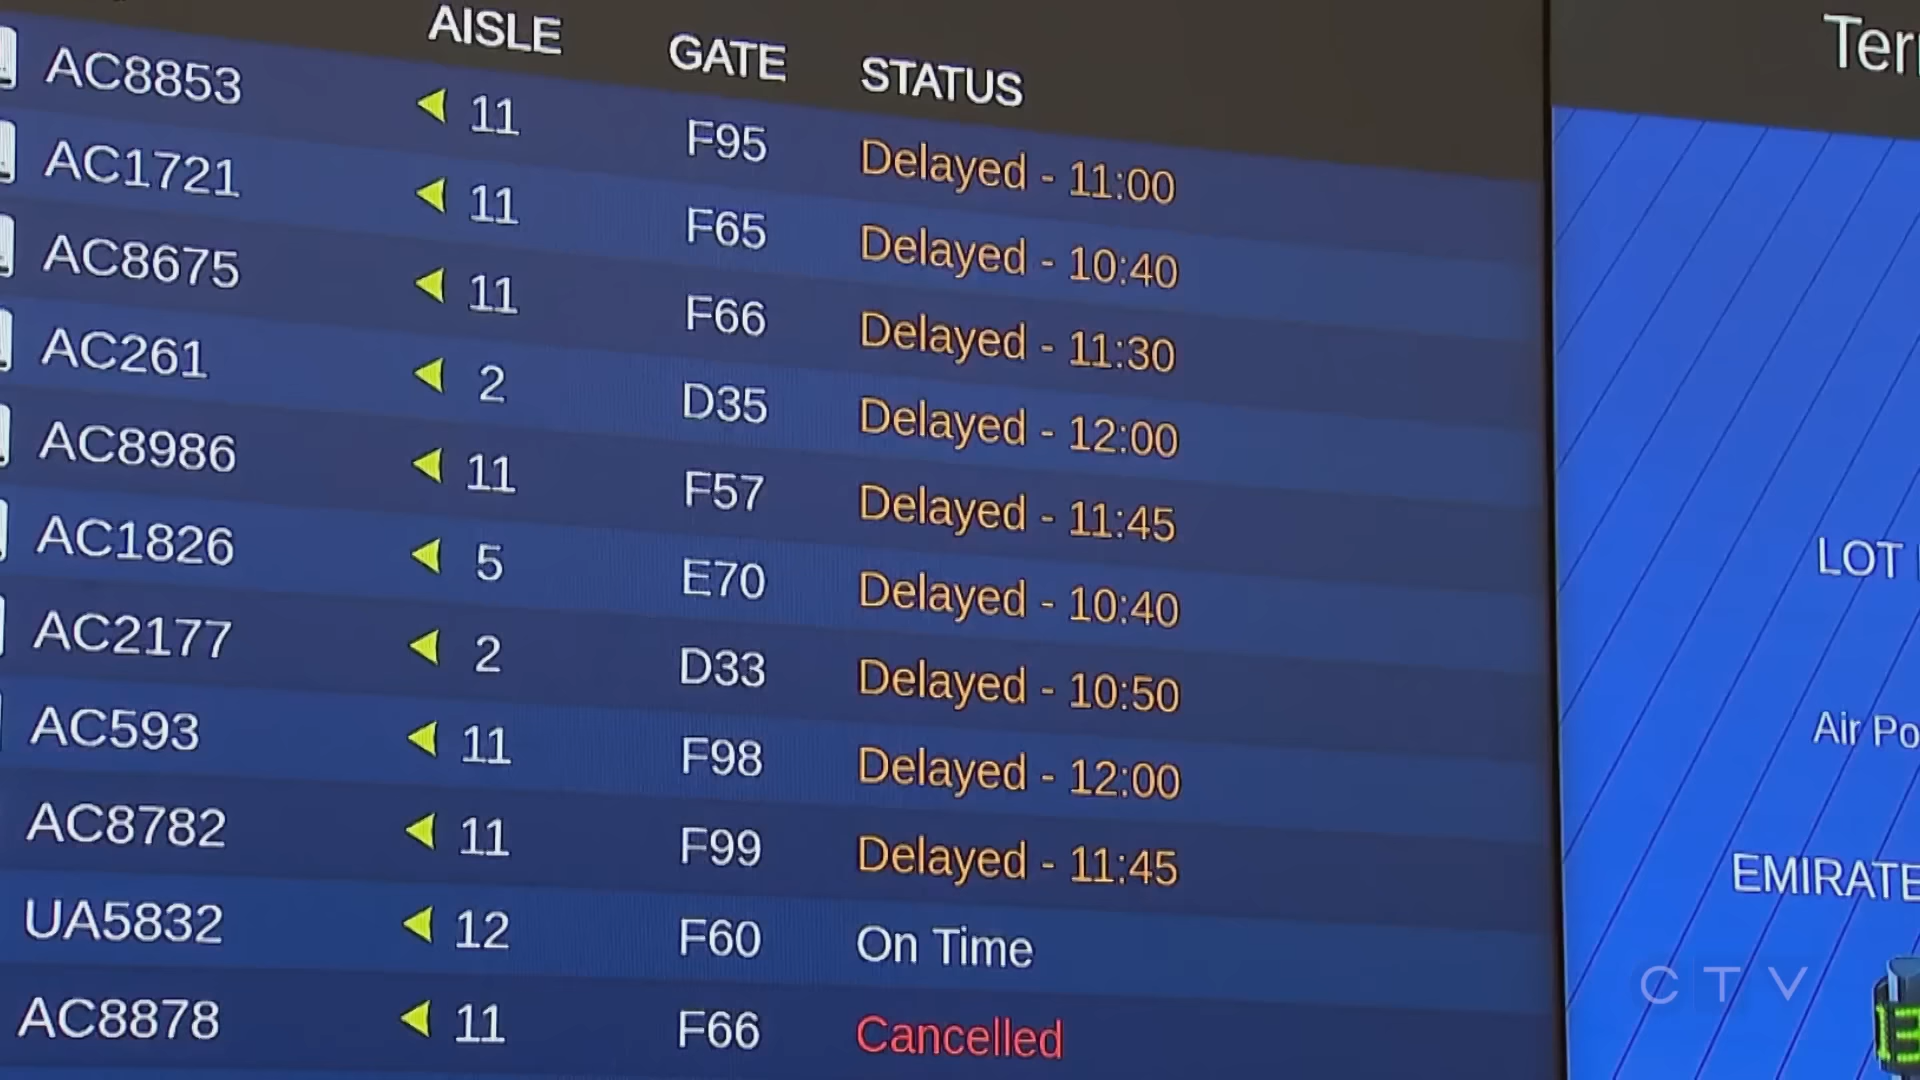 AISLE GATE STATUS
AC8853 11 F95 Delayed - 11:00
AC1721 11 F65 Delayed - 10:40
AC8675 11 F66 Delayed - 11:30
AC261 2 D35 Delayed - 12:00
AC8986 11 F57 Delayed - 11:45
AC1826 5 E70 Delayed - 10:40
AC2177 2 D33 Delayed - 10:50
AC593 11 F98 Delayed - 12:00
AC8782 11 F99 Delayed - 11:45
UA5832 12 F60 On Time
AC8878 11 F66 Cancelled
Ter
LOT
Air Po
EMIRATE
CTV
13